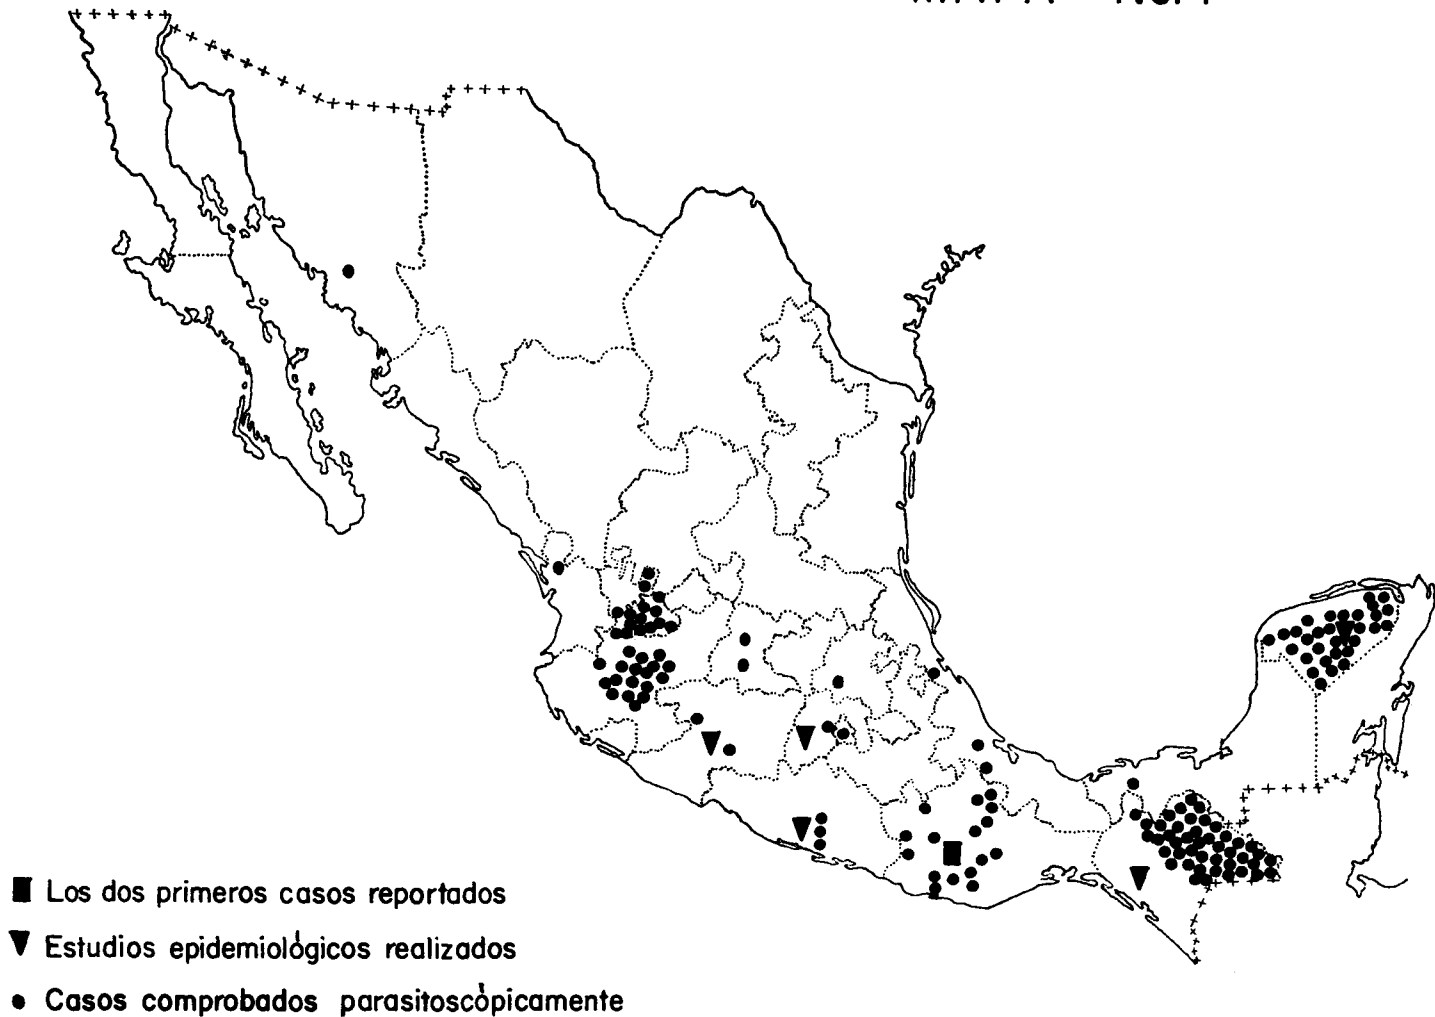 Los dos primeros casos reportados
Estudios epidemiológicos realizados
Casos comprobados parasitoscópicamente